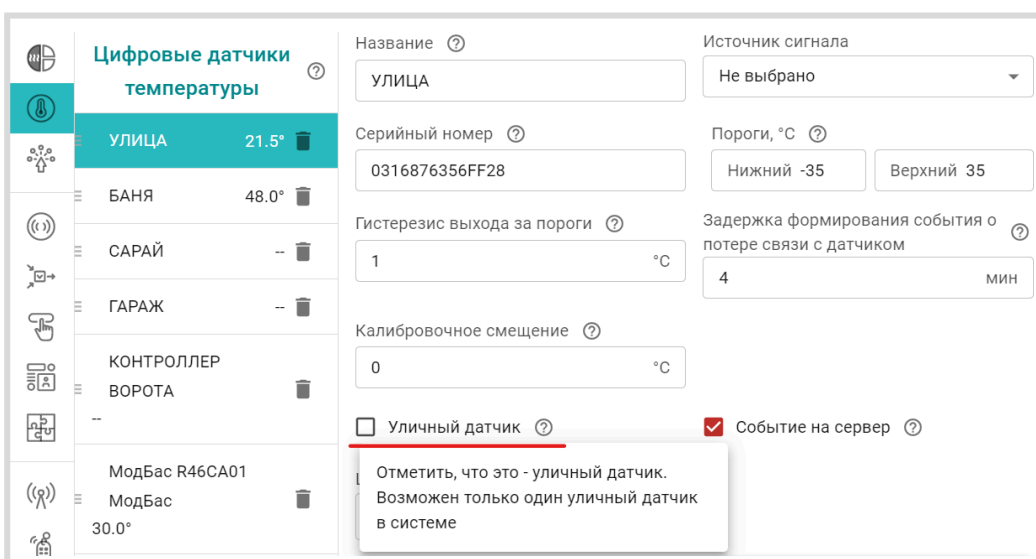 Цифровые датчики
температуры
УЛИЦА 21.5°
БАНЯ 48.0°
САРАЙ --
ГАРАЖ --
КОНТРОЛЛЕР
ВОРОТА
--
МодБас R46CA01
МодБас
30.0°
Название
УЛИЦА
Источник сигнала
Не выбрано
Серийный номер
0316876356FF28
Пороги, °C
Нижний -35
Верхний 35
Гистерезис выхода за пороги
1 °C
Задержка формирования события о
потере связи с датчиком
4 мин
Калибровочное смещение
0 °C
Уличный датчик
Событие на сервер
Отметить, что это - уличный датчик.
Возможен только один уличный датчик
в системе